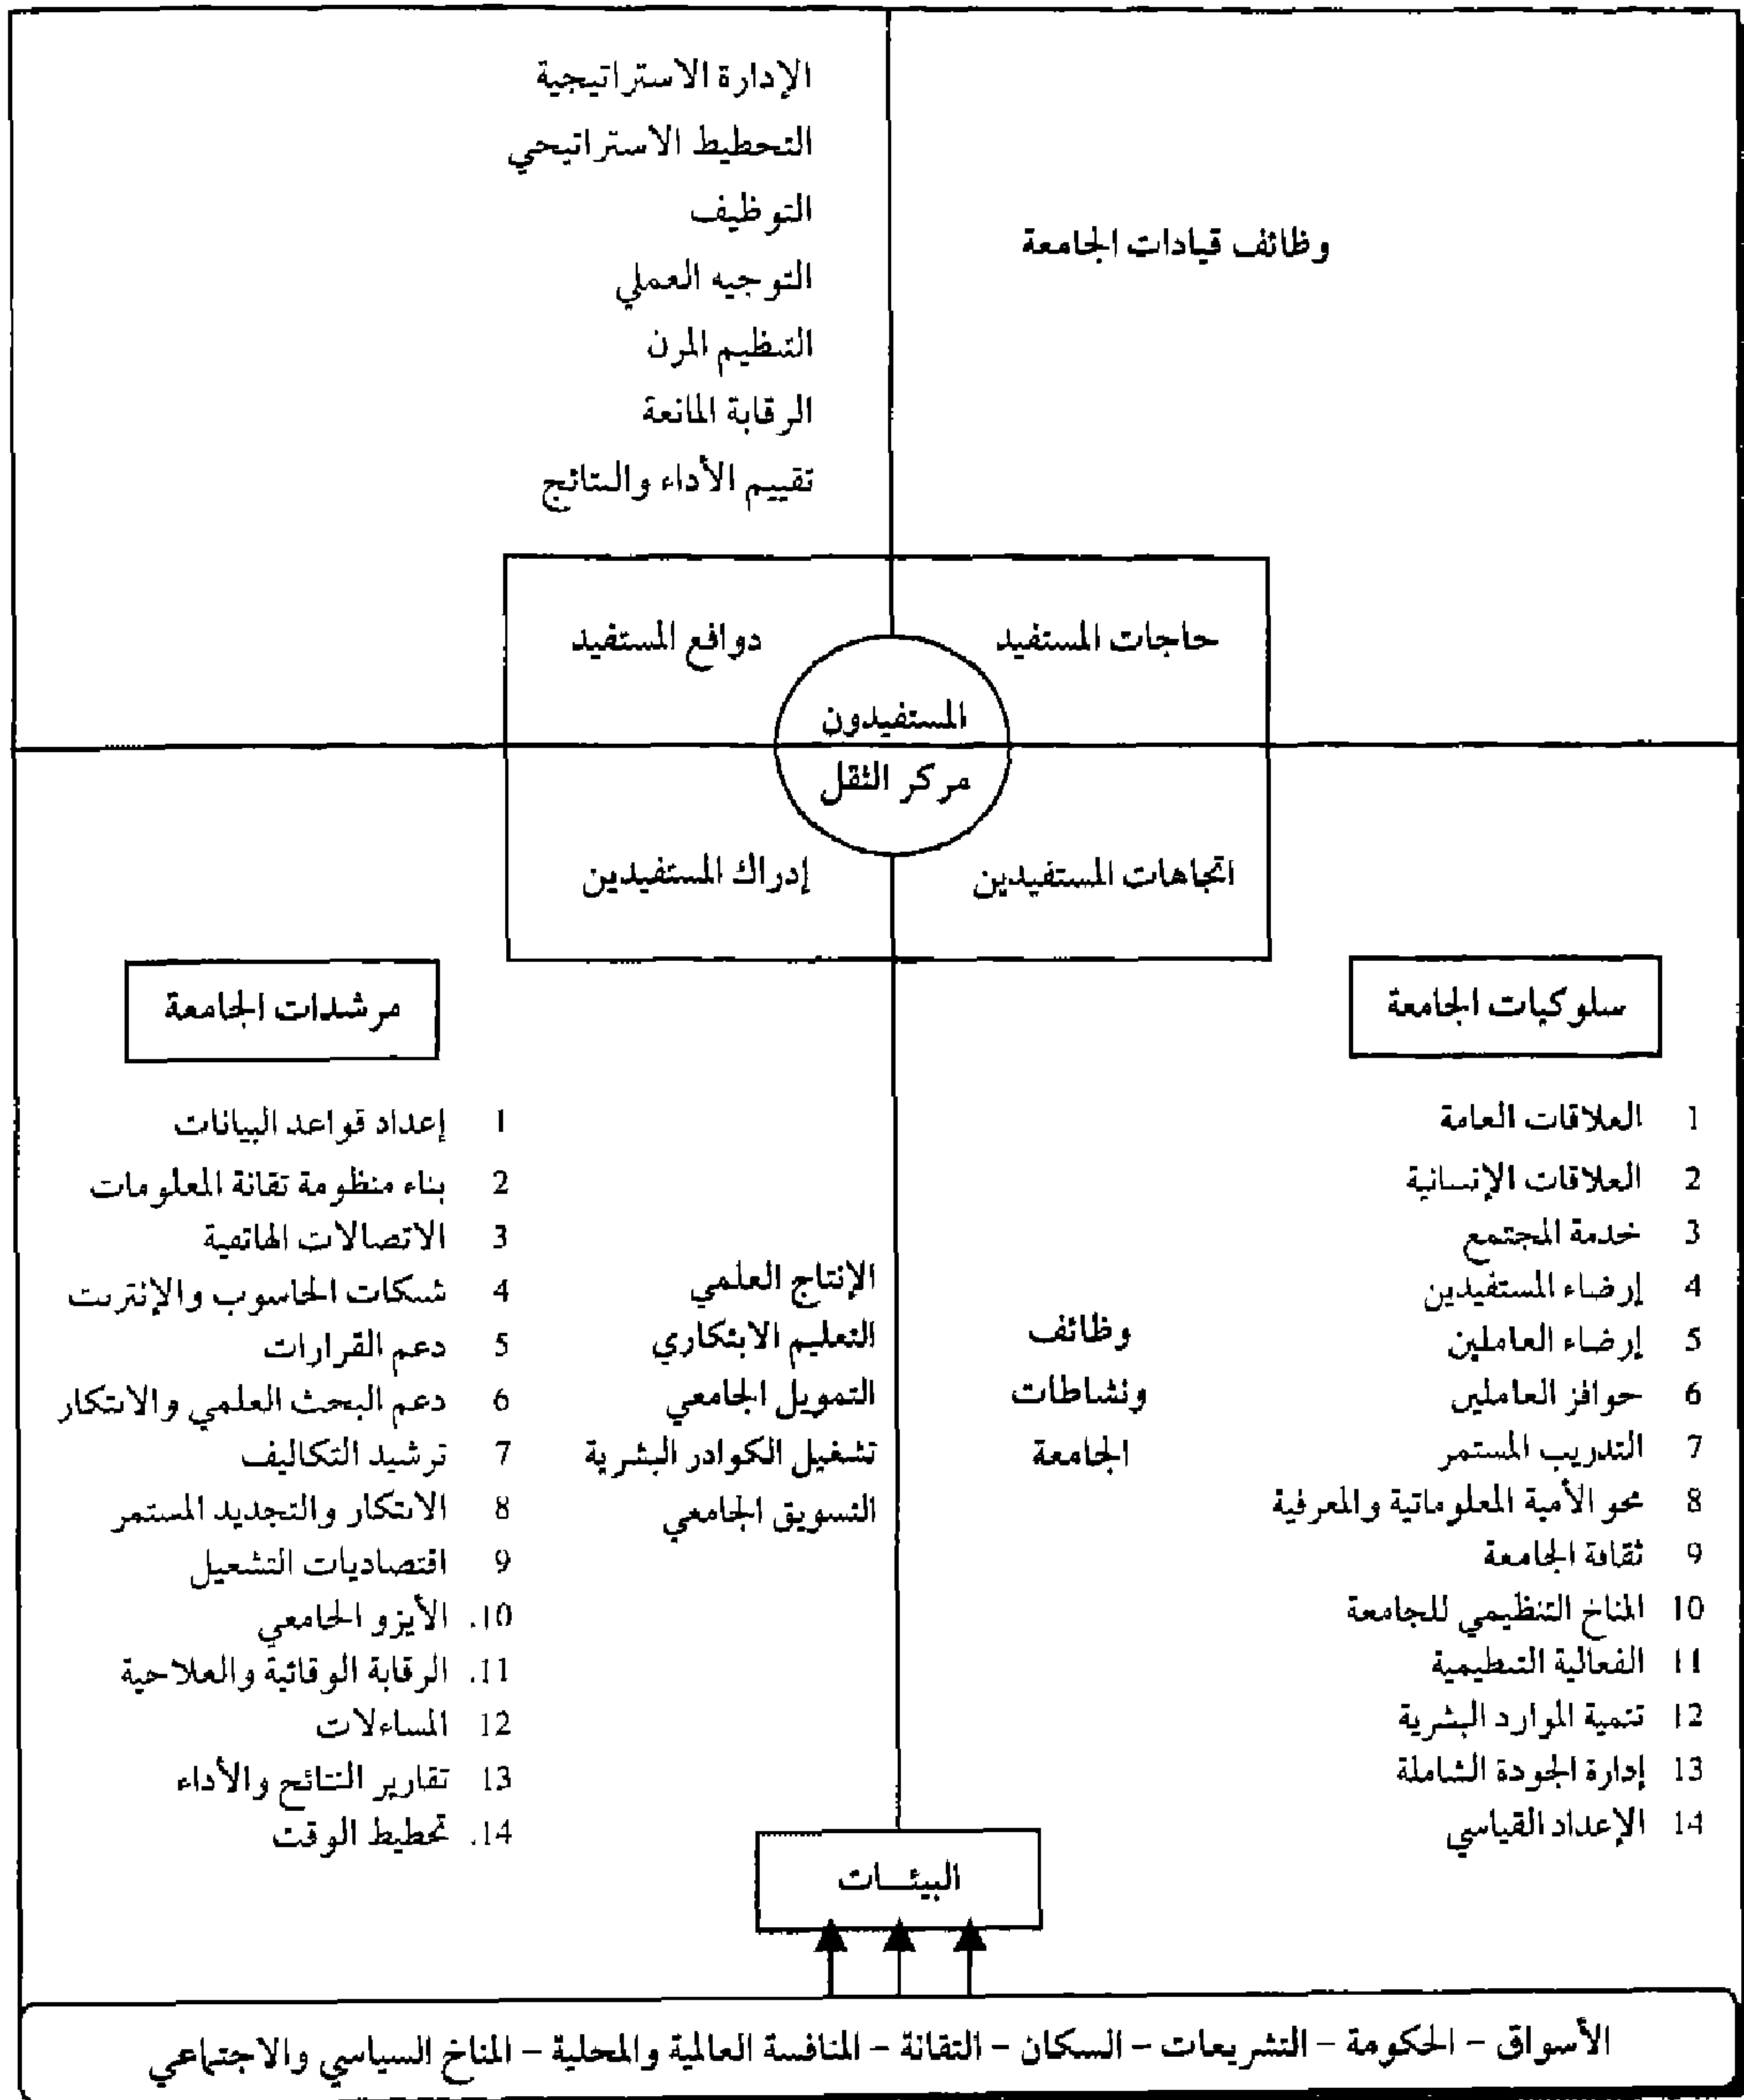 وظائف قيادات الجامعة
الإدارة الاستراتيجية
التخطيط الاستراتيجي
التوظيف
التوجيه العملي
التنظيم المرن
الرقابة المانعة
تقييم الأداء والنتائج
حاجات المستفيد
دوافع المستفيد
المستفيدون
مركز الثقل
اتجاهات المستفيدين
إدراك المستفيدين
سلوكيات الجامعة
1 العلاقات العامة
2 العلاقات الإنسانية
3 خدمة المجتمع
4 إرضاء المستفيدين
5 إرضاء العاملين
6 حوافز العاملين
7 التدريب المستمر
8 محو الأمية المعلوماتية والمعرفية
9 ثقافة الجامعة
10 المناخ التنظيمي للجامعة
11 الفعالية التنظيمية
12 تنمية الموارد البشرية
13 إدارة الجودة الشاملة
14 الإعداد القياسي
وظائف
ونشاطات
الجامعة
الإنتاج العلمي
التعليم الابتكاري
التمويل الجامعي
تشغيل الكوادر البشرية
التسويق الجامعي
مرشدات الجامعة
1 إعداد قواعد البيانات
2 بناء منظومة تقانة المعلومات
3 الاتصالات الهاتفية
4 شبكات الحاسوب والإنترنت
5 دعم القرارات
6 دعم البحث العلمي والابتكار
7 ترشيد التكاليف
8 الابتكار والتجديد المستمر
9 اقتصاديات التشغيل
10. الأيزو الجامعي
11. الرقابة الوقائية والعلاجية
12 المساءلات
13 تقارير النتائج والأداء
14. تخطيط الوقت
البيئــات
الأسواق - الحكومة - التشريعات - السكان - التقانة - المنافسة العالمية والمحلية - المناخ السياسي والاجتماعي